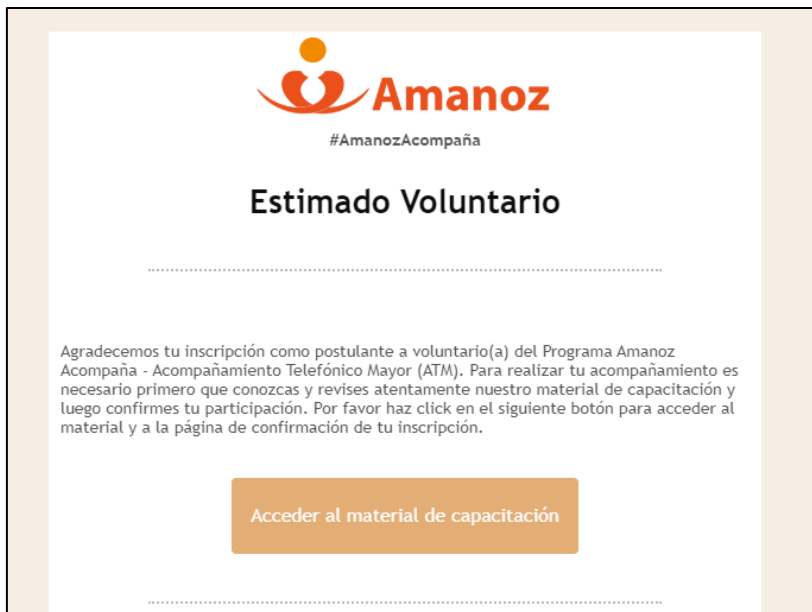 Amanoz
#AmanozAcompaña
Estimado Voluntario
Agradecemos tu inscripción como postulante a voluntario(a) del Programa Amanoz
Acompaña - Acompañamiento Telefónico Mayor (ATM). Para realizar tu acompañamiento es
necesario primero que conozcas y revises atentamente nuestro material de capacitación y
luego confirmes tu participación. Por favor haz click en el siguiente botón para acceder al
material y a la página de confirmación de tu inscripción.
Acceder al material de capacitación